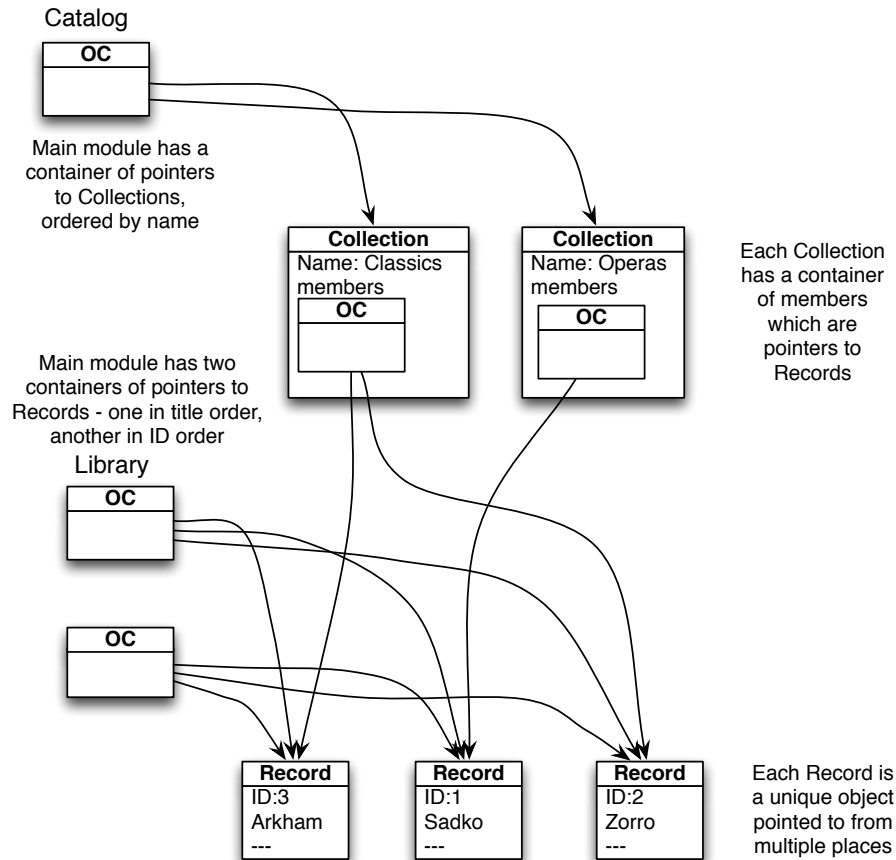 Catalog
OC
Main module has a
container of pointers
to Collections,
ordered by name
Collection
Name: Classics
members
OC
Collection
Name: Operas
members
OC
Each Collection
has a container
of members
which are
pointers to
Records
Main module has two
containers of pointers to
Records - one in title order,
another in ID order
Library
OC
OC
Record
ID:3
Arkham
---
Record
ID:1
Sadko
---
Record
ID:2
Zorro
---
Each Record is
a unique object
pointed to from
multiple places